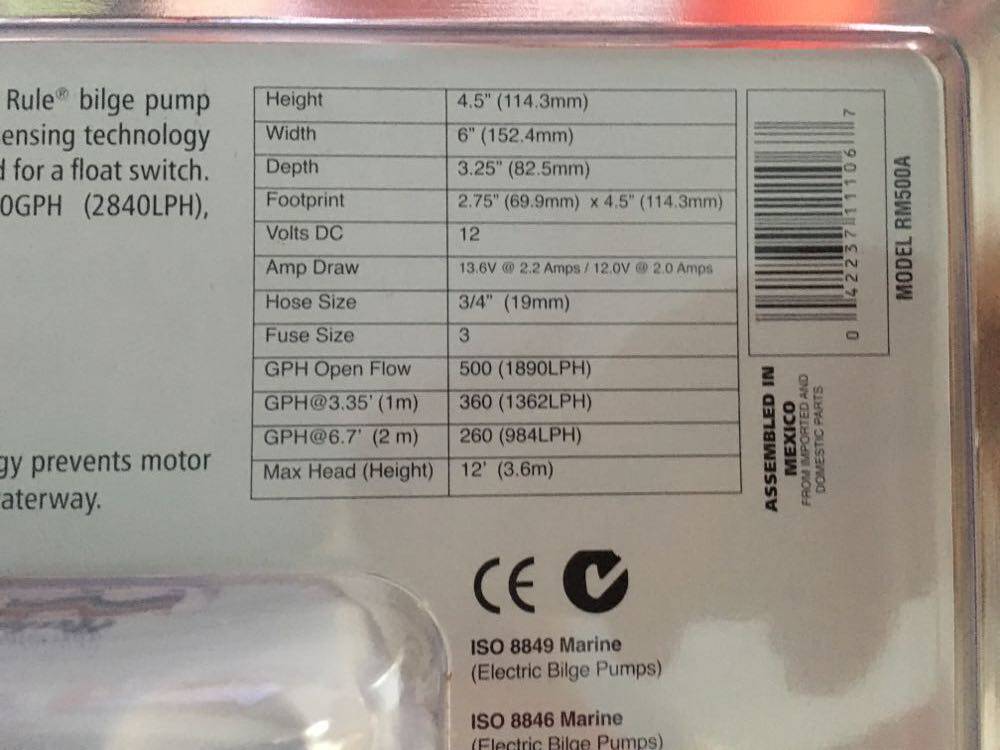 Rule® bilge pump
ensing technology
d for a float switch.
0GPH (2840LPH),
gy prevents motor
aterway.
Height 4.5" (114.3mm)
Width 6" (152.4mm)
Depth 3.25" (82.5mm)
Footprint 2.75" (69.9mm) x 4.5" (114.3mm)
Volts DC 12
Amp Draw 13.6V @ 2.2 Amps / 12.0V @ 2.0 Amps
Hose Size 3/4" (19mm)
Fuse Size 3
GPH Open Flow 500 (1890LPH)
GPH@3.35' (1m) 360 (1362LPH)
GPH@6.7' (2 m) 260 (984LPH)
Max Head (Height) 12' (3.6m)
0 42237 11106 7
MODEL RM500A
ASSEMBLED IN
MEXICO
FROM IMPORTED AND
DOMESTIC PARTS
CE
ISO 8849 Marine
(Electric Bilge Pumps)
ISO 8846 Marine
(Electric Bilge Pumps)